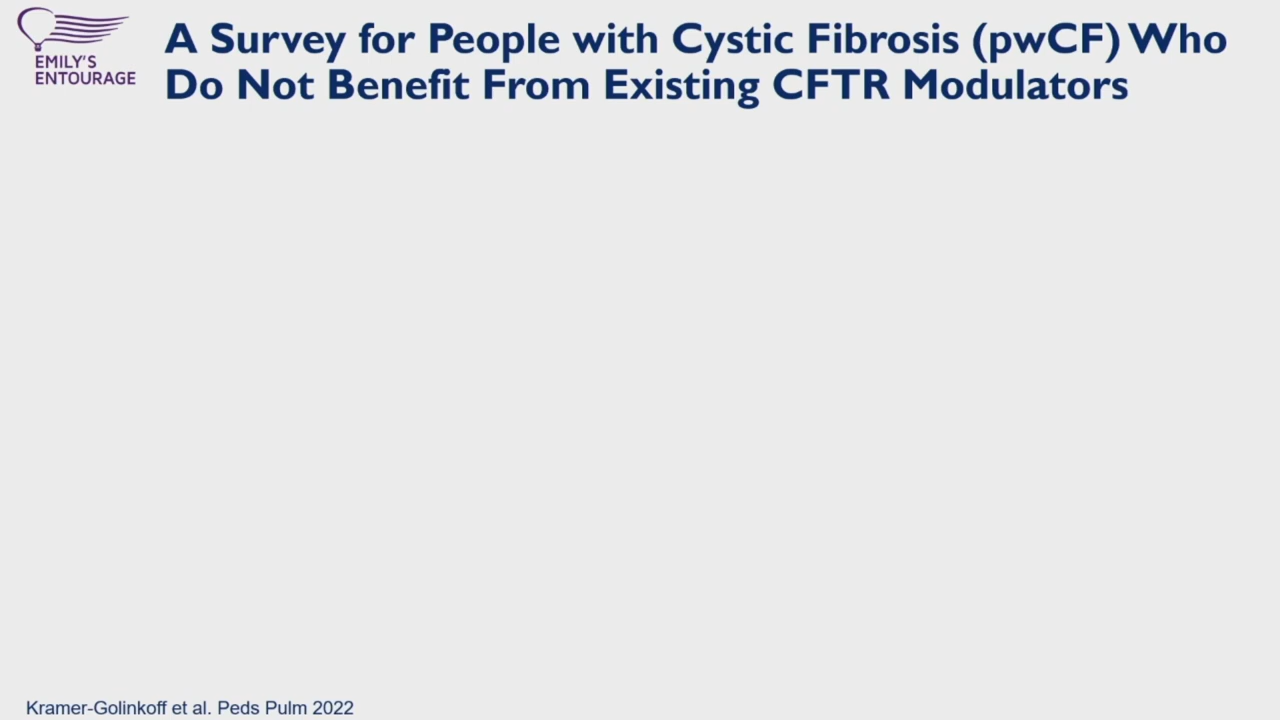 EMILY'S
ENTOURAGE
A Survey for People with Cystic Fibrosis (pwCF) Who
Do Not Benefit From Existing CFTR Modulators
Kramer-Golinkoff et al. Peds Pulm 2022